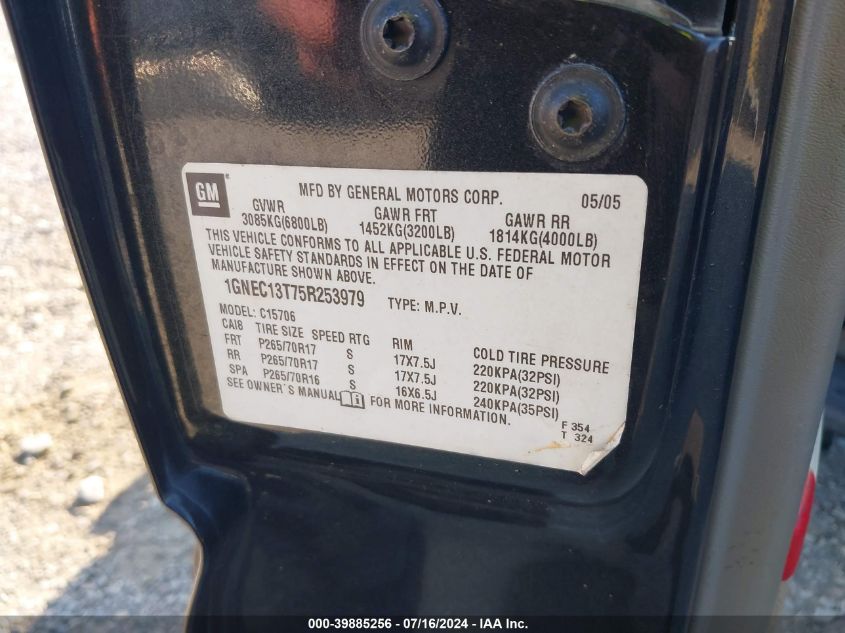 GM
MFD BY GENERAL MOTORS CORP. 05/05
GVWR GAWR FRT GAWR RR
3085KG(6800LB) 1452KG(3200LB) 1814KG(4000LB)
THIS VEHICLE CONFORMS TO ALL APPLICABLE U.S. FEDERAL MOTOR
VEHICLE SAFETY STANDARDS IN EFFECT ON THE DATE OF
MANUFACTURE SHOWN ABOVE.
1GNEC13T75R253979 TYPE: M.P.V.
MODEL: C15706
CAI8 TIRE SIZE SPEED RTG RIM COLD TIRE PRESSURE
FRT P265/70R17 S 17X7.5J 220KPA(32PSI)
RR P265/70R17 S 17X7.5J 220KPA(32PSI)
SPA P265/70R16 S 16X6.5J 240KPA(35PSI)
SEE OWNER´S MANUAL i FOR MORE INFORMATION.
F 354
T 324
000-39885256 - 07/16/2024 - IAA Inc.